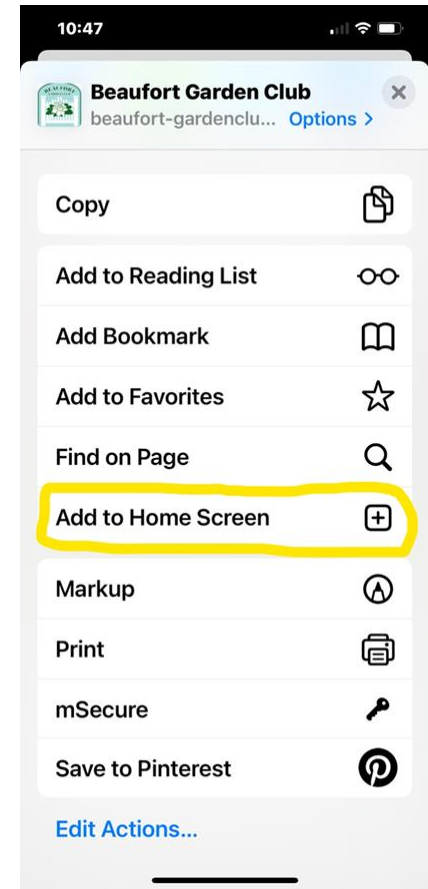 10:47
Beaufort Garden Club
beaufort-gardenclu... Options >
Copy
Add to Reading List
Add Bookmark
Add to Favorites
Find on Page
Add to Home Screen
Markup
Print
mSecure
Save to Pinterest
Edit Actions...